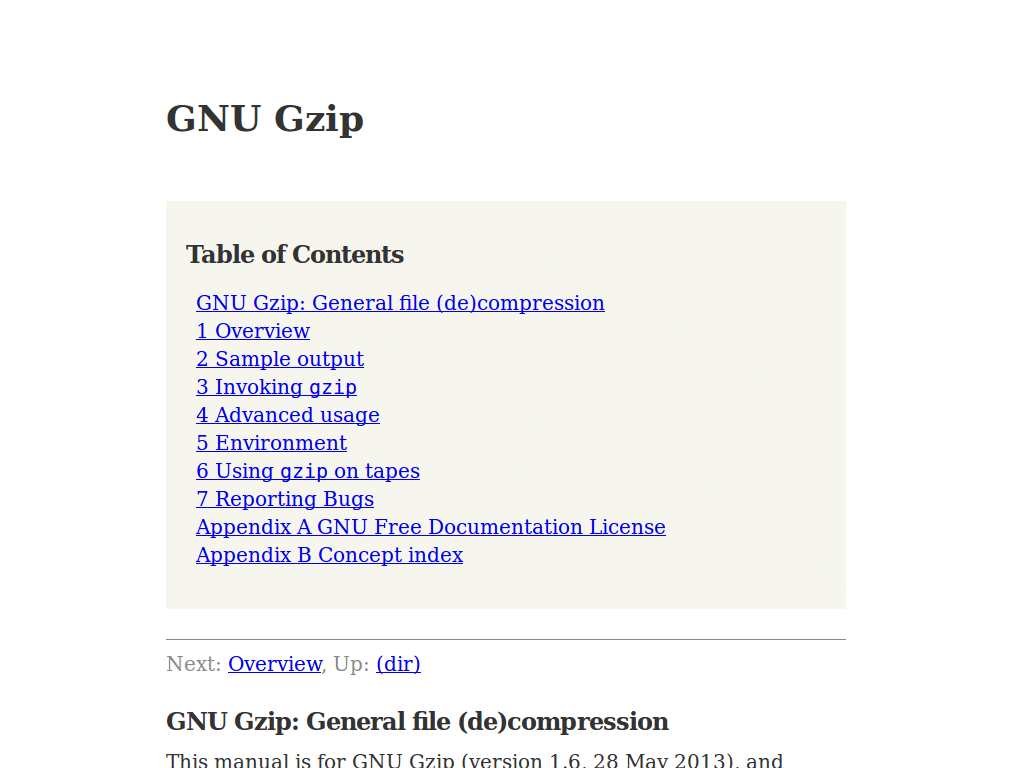 GNU Gzip
Table of Contents
GNU Gzip: General file (de)compression
1 Overview
2 Sample output
3 Invoking gzip
4 Advanced usage
5 Environment
6 Using gzip on tapes
7 Reporting Bugs
Appendix A GNU Free Documentation License
Appendix B Concept index
Next: Overview, Up: (dir)
GNU Gzip: General file (de)compression
This manual is for GNU Gzip (version 1.6, 28 May 2013), and